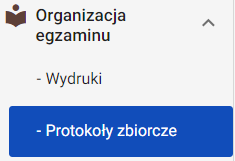 Organizacja
egzaminu
- Wydruki
- Protokoły zbiorcze